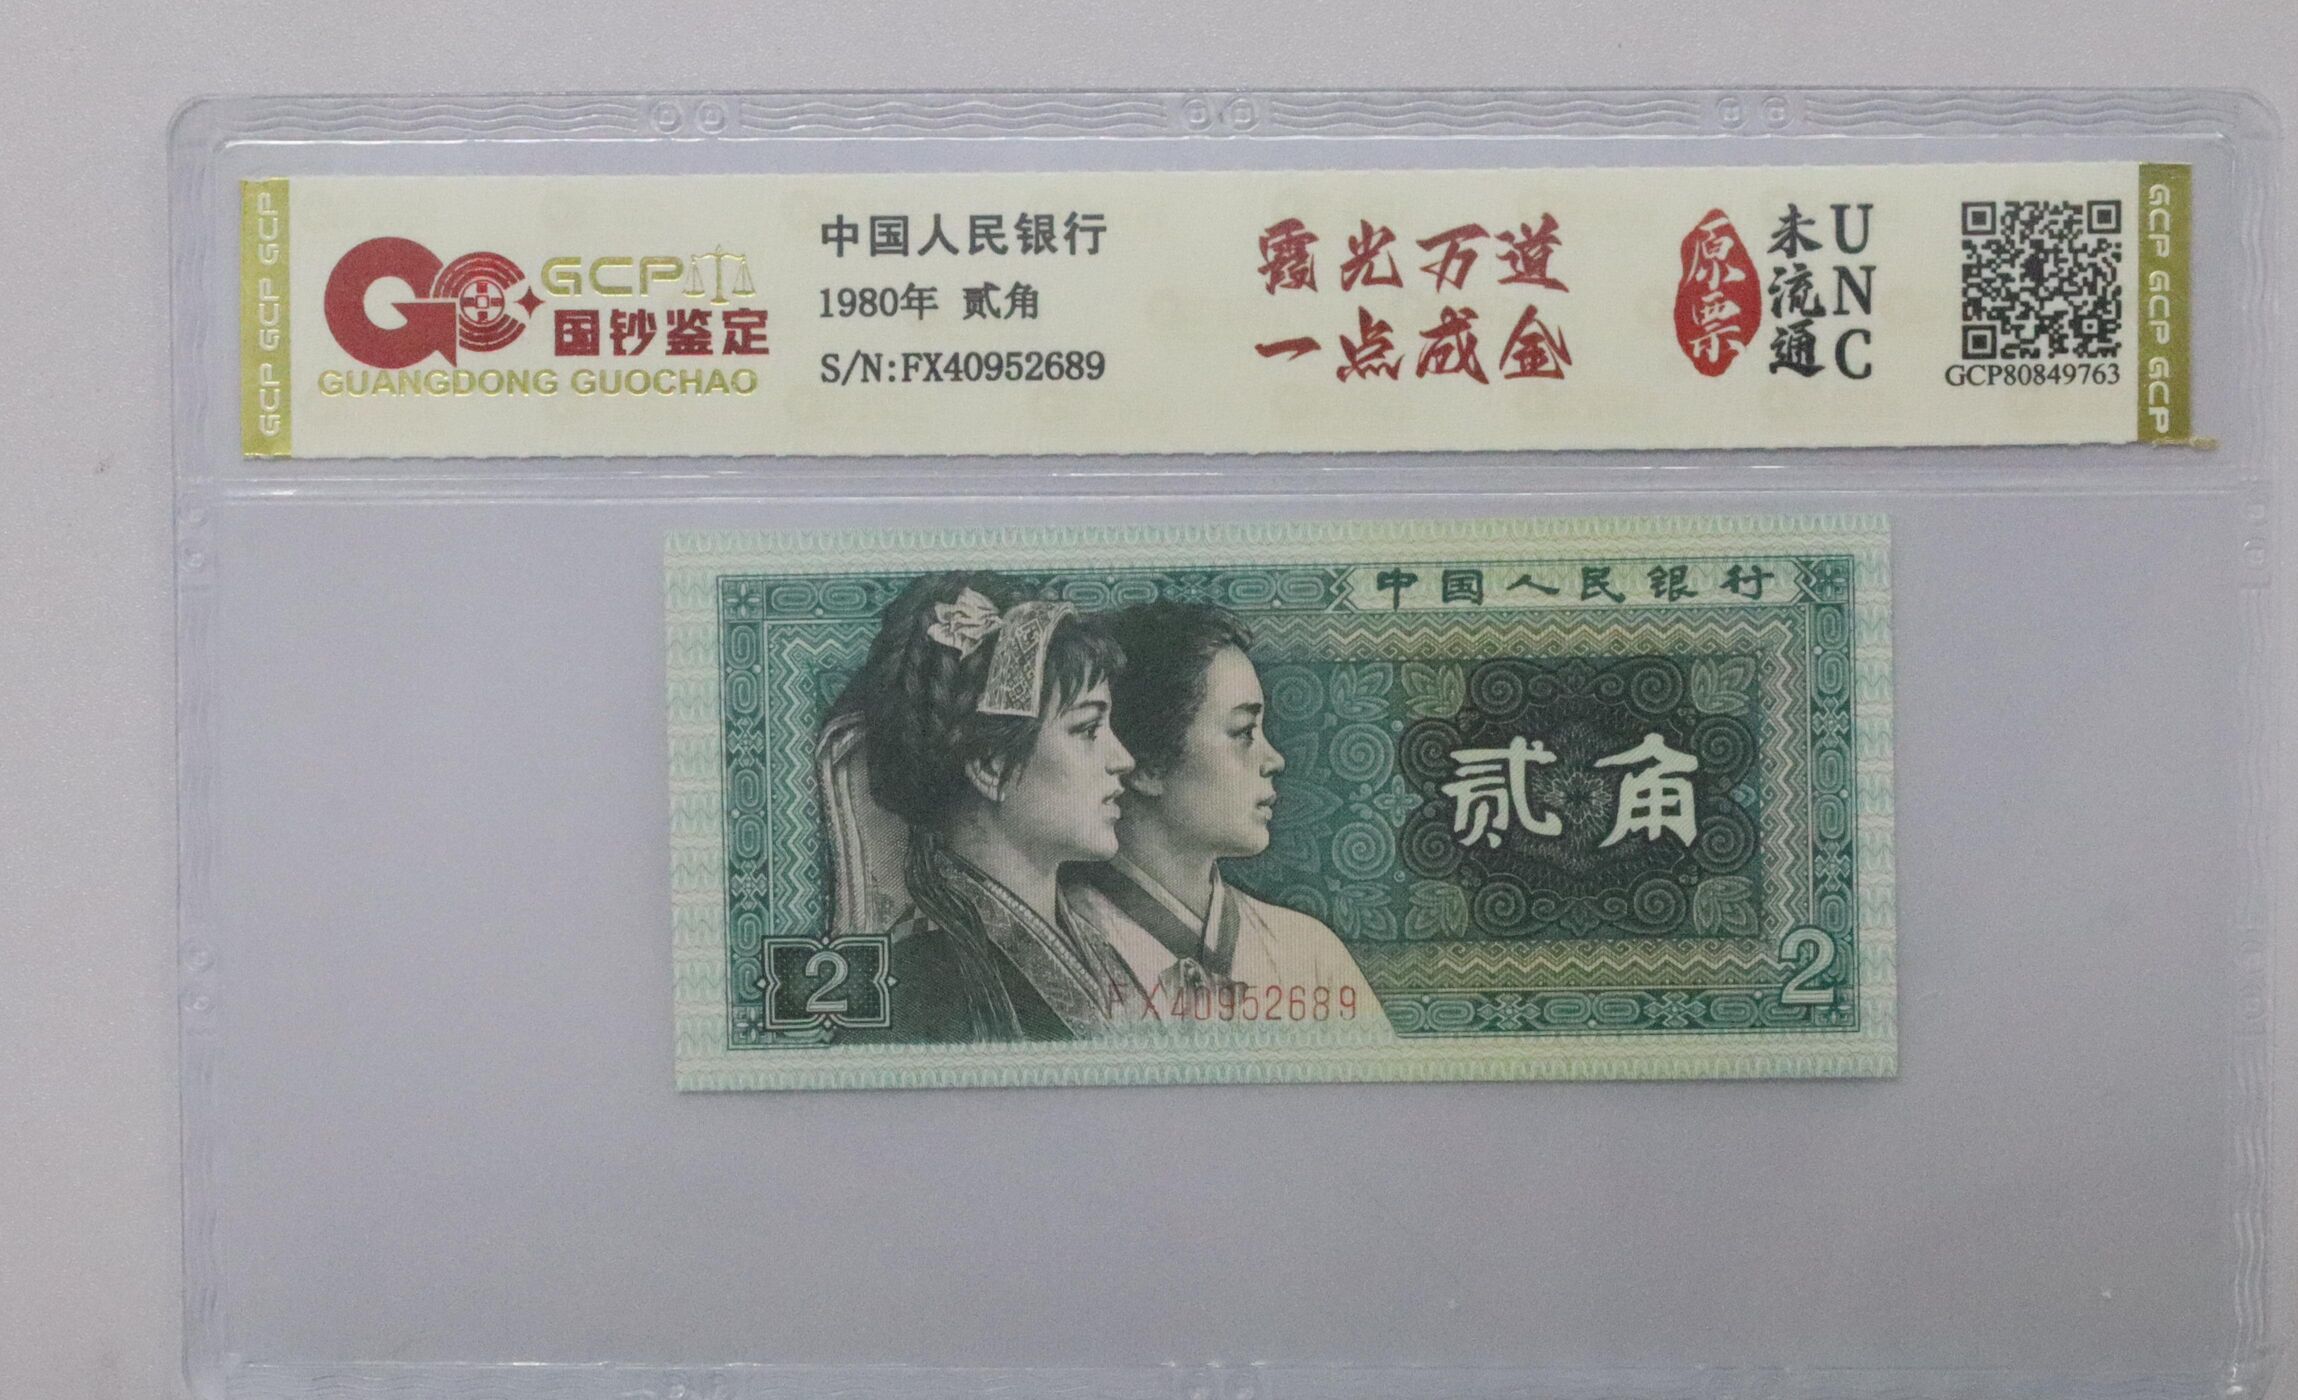 GCP GCP GCP GCP
GCP
国钞鉴定
GUANGDONG GUOCHAO
中国人民银行
1980年 贰角
S/N:FX40952689
霞光万道
一点成金
原票
未流通
UNC
GCP80849763
GCP GCP GCP GCP
中国人民银行
贰角
2
2
FX40952689